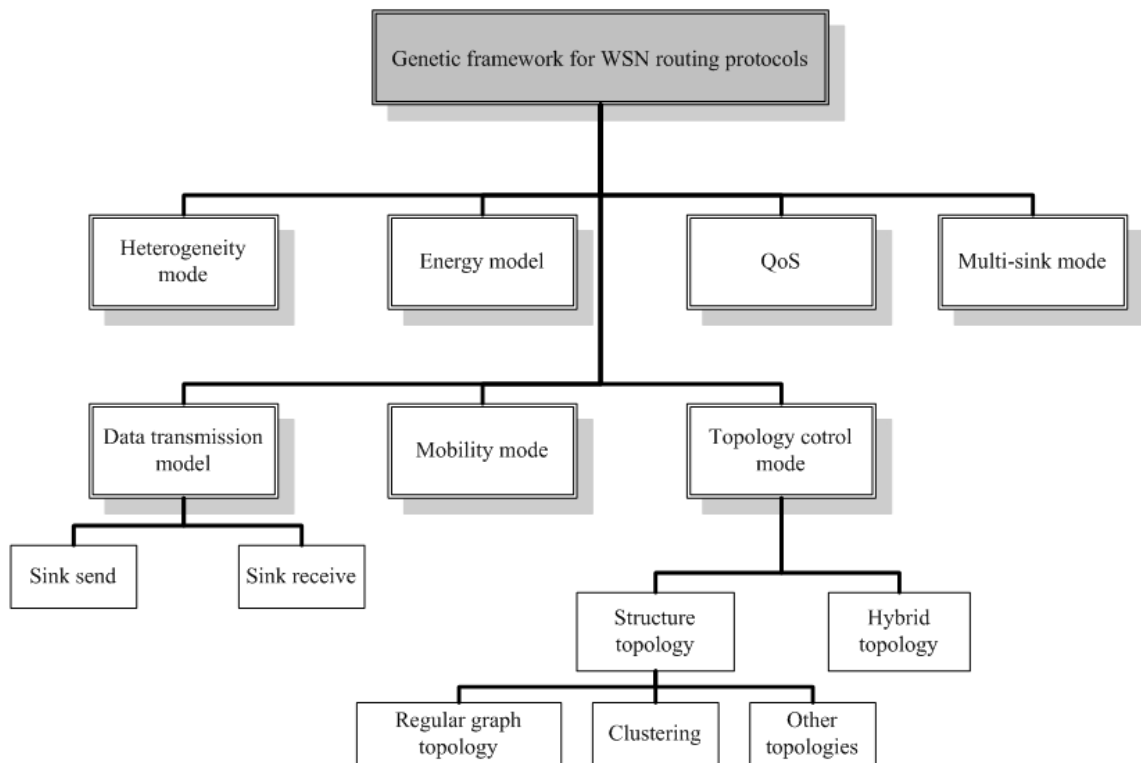 Genetic framework for WSN routing protocols
Heterogeneity
mode
Energy model
QoS
Multi-sink mode
Data transmission
model
Mobility mode
Topology cotrol
mode
Sink send
Sink receive
Structure
topology
Hybrid
topology
Regular graph
topology
Clustering
Other
topologies